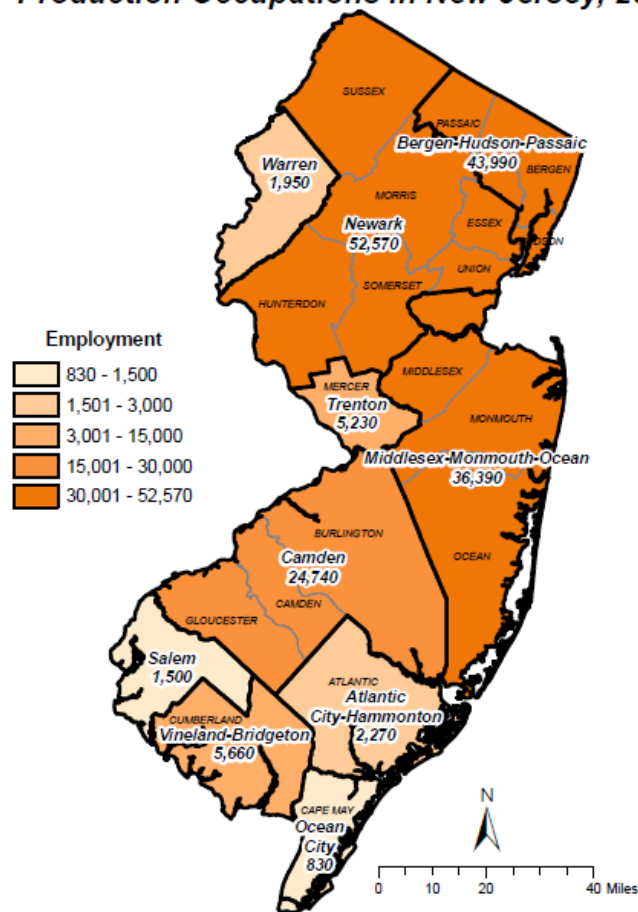 Production Occupations in New Jersey,
SUSSEX
PASSAIC
Bergen-Hudson-Passaic
43,990
BERGEN
Warren
1,950
MORRIS
ESSEX
Newark
52,570
UNION
SOMERSET
HUNTERDON
Employment
830 - 1,500
1,501 - 3,000
3,001 - 15,000
15,001 - 30,000
30,001 - 52,570
MERCER
Trenton
5,230
MIDDLESEX
MONMOUTH
Middlesex-Monmouth-Ocean
36,390
BURLINGTON
Camden
24,740
OCEAN
CAMDEN
GLOUCESTER
Salem
1,500
ATLANTIC
Atlantic
City-Hammonton
2,270
CUMBERLAND
Vineland-Bridgeton
5,660
CAPE MAY
Ocean
City
830
N
0 10 20 40 Miles